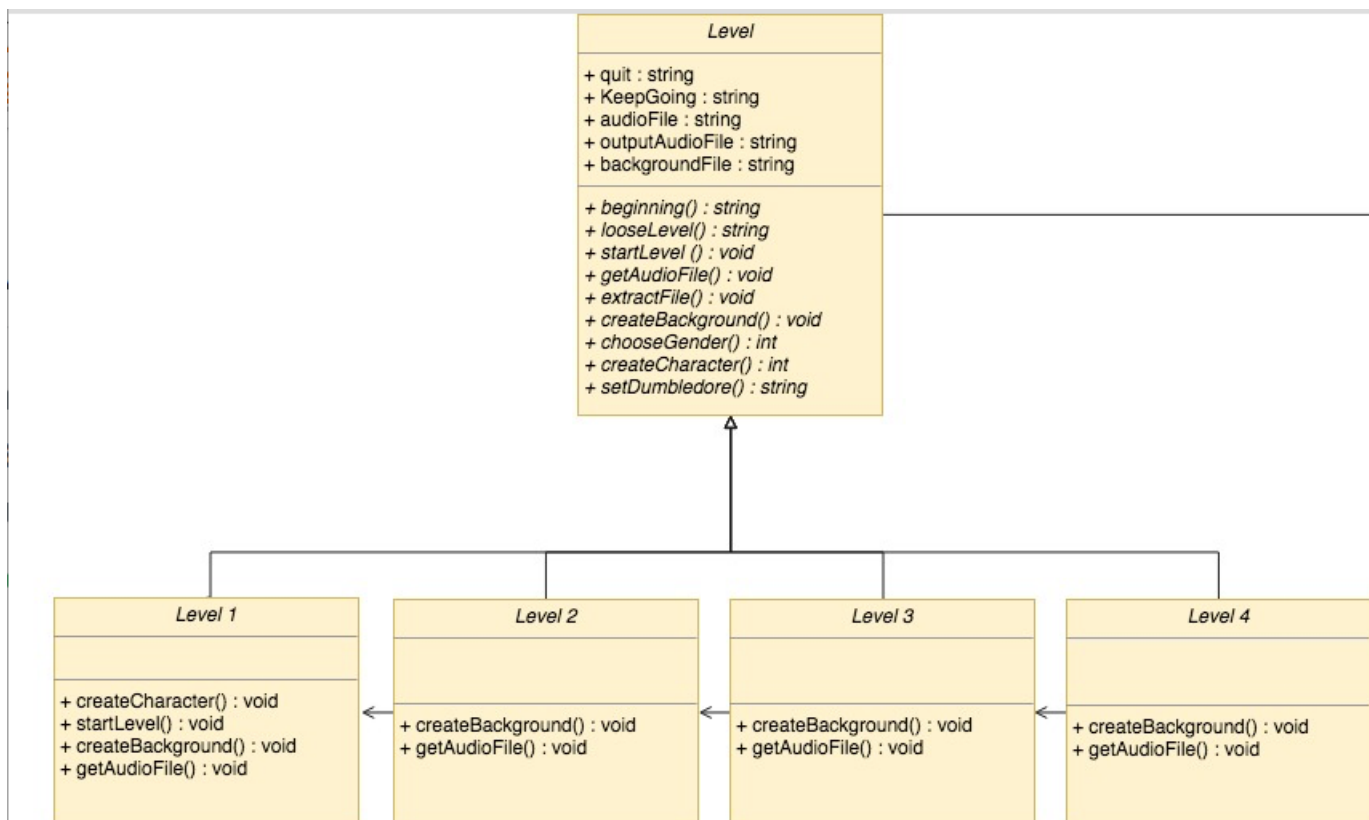 Level
+ quit : string
+ KeepGoing : string
+ audioFile : string
+ outputAudioFile : string
+ backgroundFile : string
+ beginning() : string
+ looseLevel() : string
+ startLevel () : void
+ getAudioFile() : void
+ extractFile() : void
+ createBackground() : void
+ chooseGender() : int
+ createCharacter() : int
+ setDumbledore() : string
Level 1
+ createCharacter() : void
+ startLevel() : void
+ createBackground() : void
+ getAudioFile() : void
Level 2
+ createBackground() : void
+ getAudioFile() : void
Level 3
+ createBackground() : void
+ getAudioFile() : void
Level 4
+ createBackground() : void
+ getAudioFile() : void